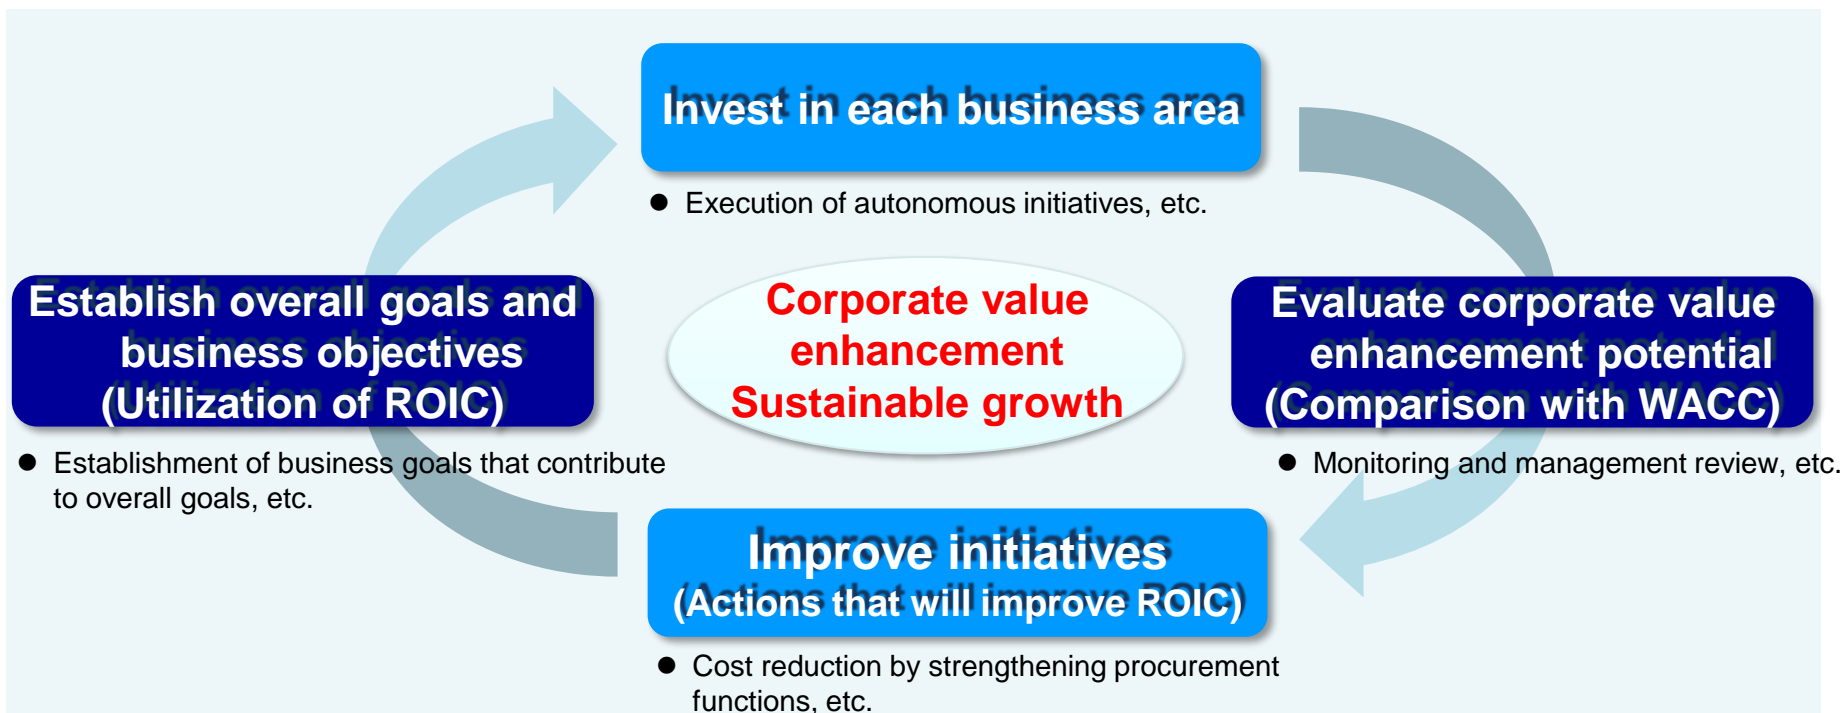 Invest in each business area
● Execution of autonomous initiatives, etc.
Establish overall goals and
business objectives
(Utilization of ROIC)
● Establishment of business goals that contribute
to overall goals, etc.
Corporate value
enhancement
Sustainable growth
Evaluate corporate value
enhancement potential
(Comparison with WACC)
● Monitoring and management review, etc.
Improve initiatives
(Actions that will improve ROIC)
● Cost reduction by strengthening procurement
functions, etc.